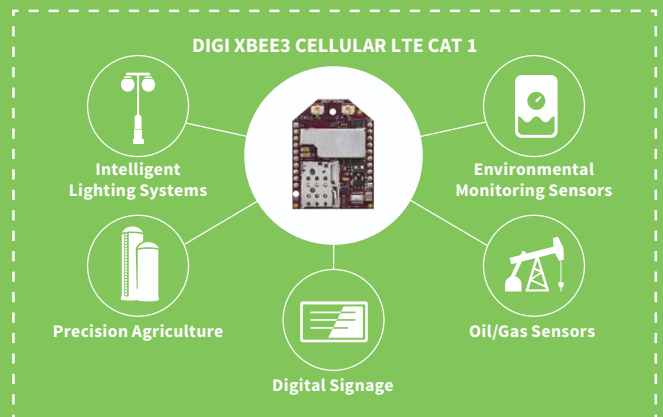 DIGI XBEE3 CELLULAR LTE CAT 1
Intelligent
Lighting Systems
Environmental
Monitoring Sensors
Precision Agriculture
Oil/Gas Sensors
Digital Signage